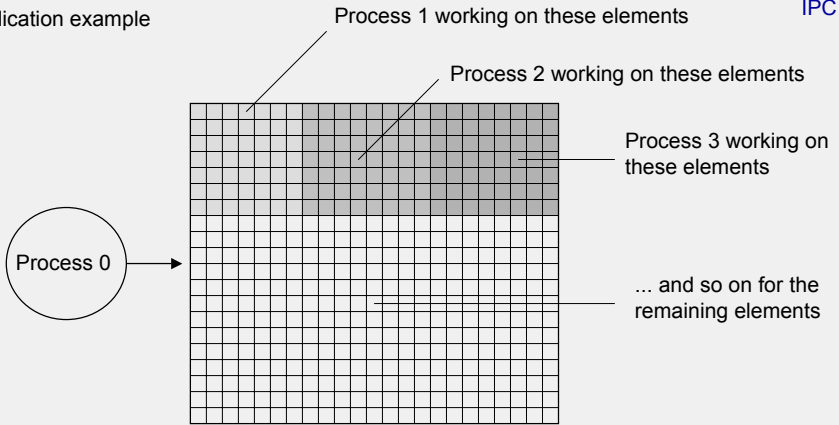 lication example
IPC
Process 1 working on these elements
Process 2 working on these elements
Process 3 working on
these elements
Process 0
... and so on for the
remaining elements